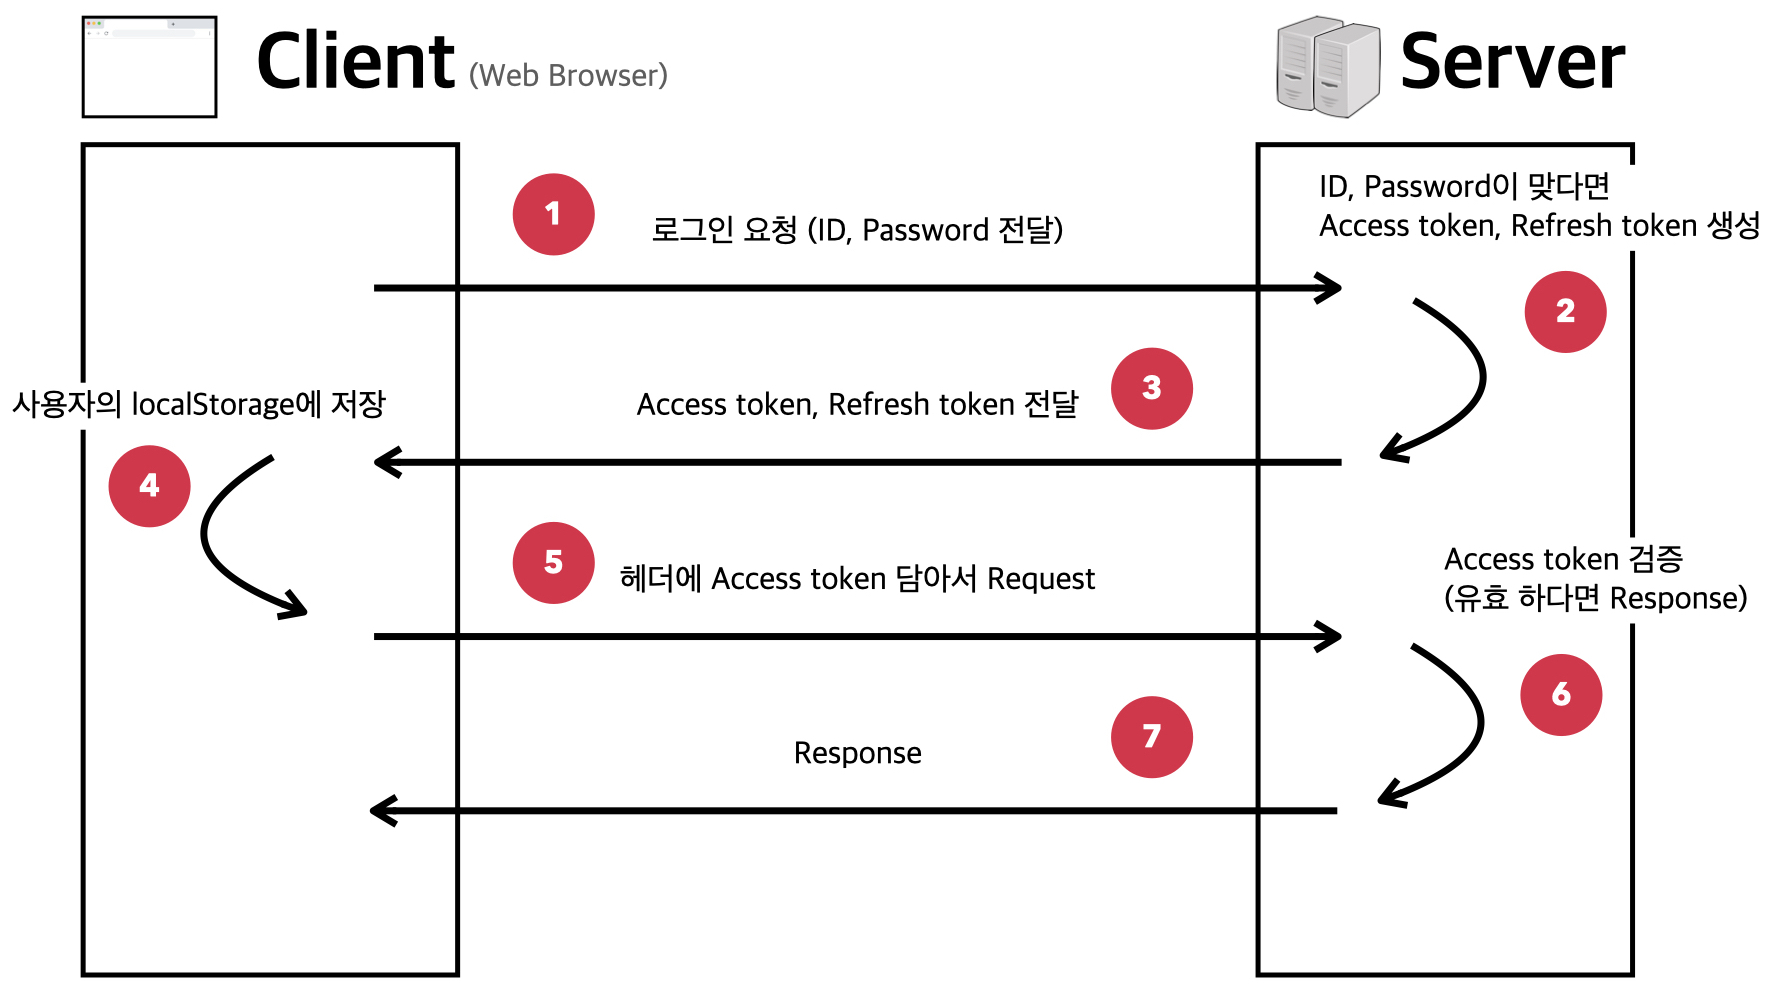 Client (Web Browser)
Server
1
로그인 요청 (ID, Password 전달)
ID, Password이 맞다면
Access token, Refresh token 생성
2
3
Access token, Refresh token 전달
사용자의 localStorage에 저장
4
5
헤더에 Access token 담아서 Request
Access token 검증
(유효 하다면 Response)
6
7
Response